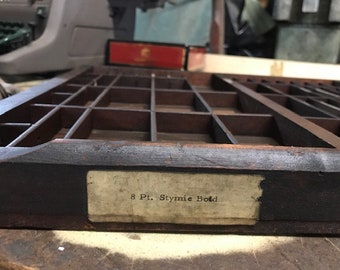 8 Pt. Stymie Bold